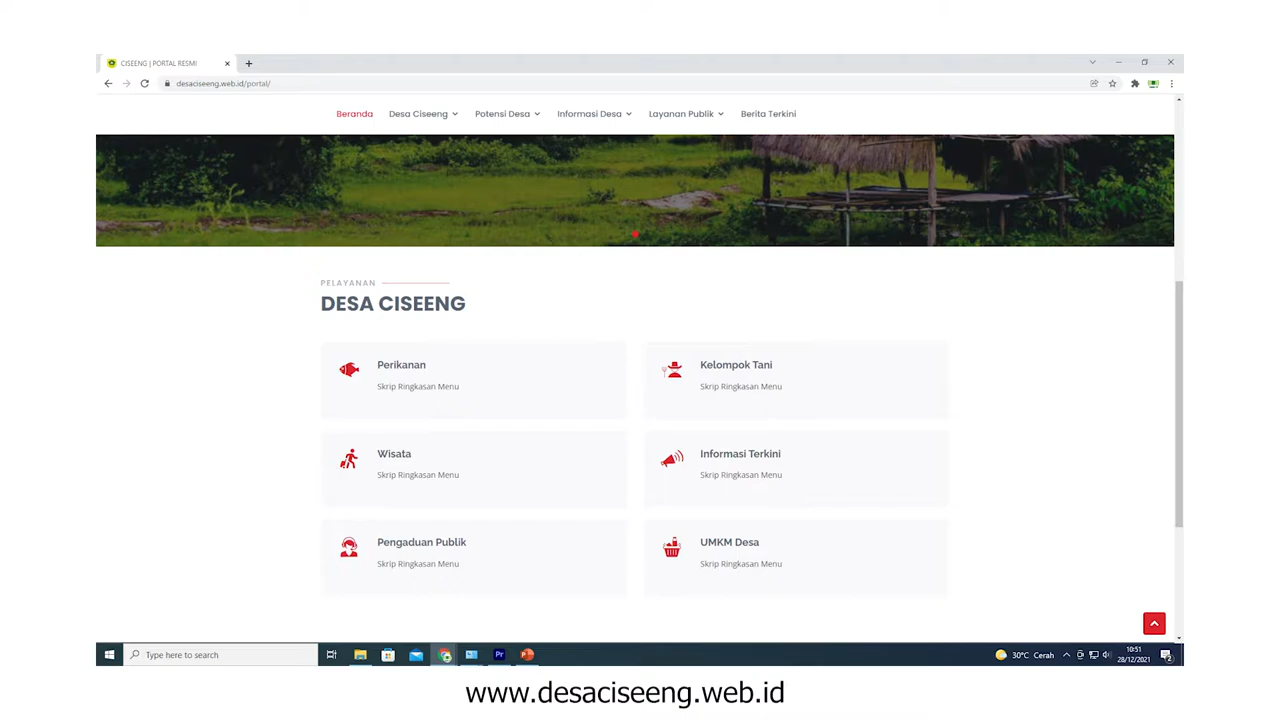 CISEENG | PORTAL RESMI
desaciseeng.web.id/portal/
Beranda Desa Ciseeng Potensi Desa Informasi Desa Layanan Publik Berita Terkini
PELAYANAN
DESA CISEENG
Perikanan
Skrip Ringkasan Menu
Kelompok Tani
Skrip Ringkasan Menu
Wisata
Skrip Ringkasan Menu
Informasi Terkini
Skrip Ringkasan Menu
Pengaduan Publik
Skrip Ringkasan Menu
UMKM Desa
Skrip Ringkasan Menu
Type here to search
Pr
30°C Cerah
10:51
28/12/2021
2
www.desaciseeng.web.id